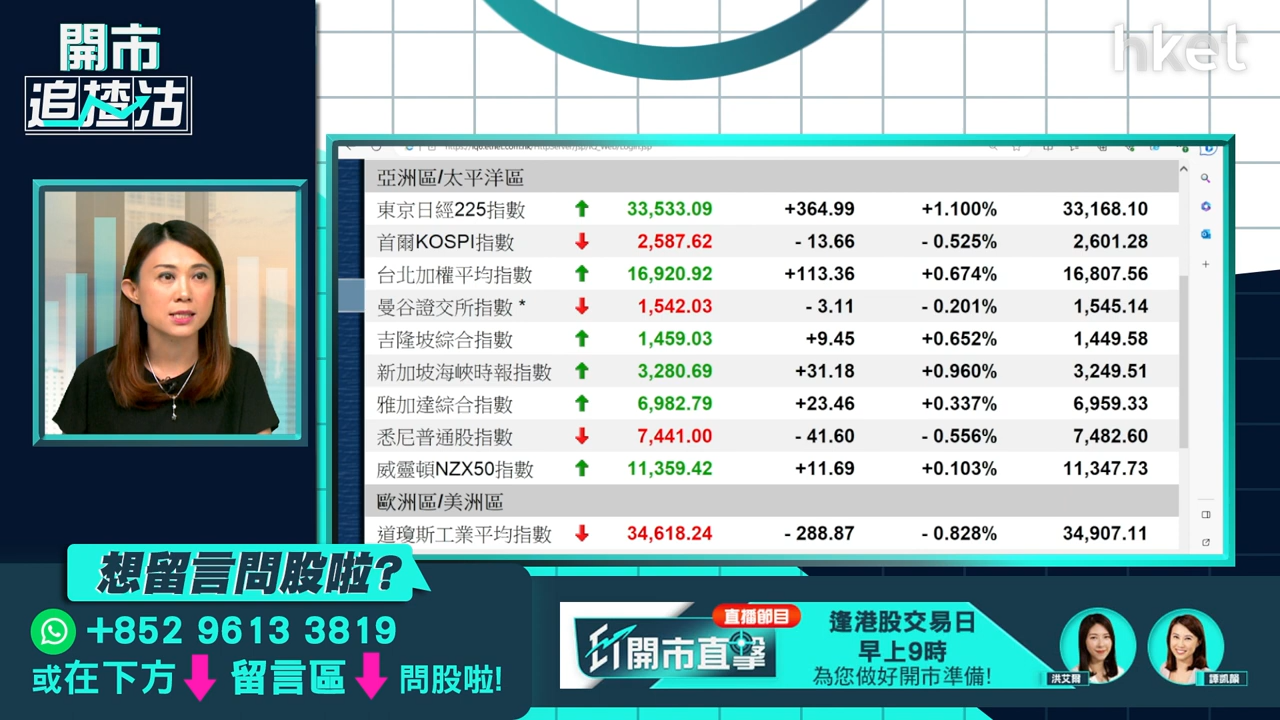 開市
追揸沽
hket
亞洲區/太平洋區
東京日經225指數 33,533.09 +364.99 +1.100% 33,168.10
首爾KOSPI指數 2,587.62 - 13.66 - 0.525% 2,601.28
台北加權平均指數 16,920.92 +113.36 +0.674% 16,807.56
曼谷證交所指數 * 1,542.03 - 3.11 - 0.201% 1,545.14
吉隆坡綜合指數 1,459.03 +9.45 +0.652% 1,449.58
新加坡海峽時報指數 3,280.69 +31.18 +0.960% 3,249.51
雅加達綜合指數 6,982.79 +23.46 +0.337% 6,959.33
悉尼普通股指數 7,441.00 - 41.60 - 0.556% 7,482.60
威靈頓NZX50指數 11,359.42 +11.69 +0.103% 11,347.73
歐洲區/美洲區
道瓊斯工業平均指數 34,618.24 - 288.87 - 0.828% 34,907.11
想留言問股啦?
+852 9613 3819
或在下方 留言區 問股啦!
直播節目
ET開市直擊
逢港股交易日
早上9時
為您做好開市準備!
洪艾爾
譚凱韻